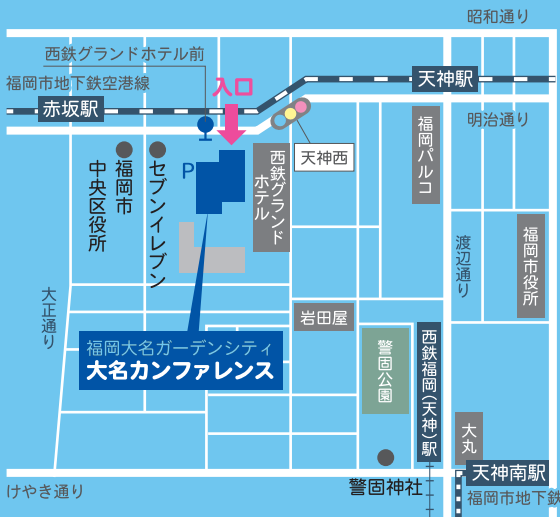 昭和通り
西鉄グランドホテル前
福岡市地下鉄空港線
入口
天神駅
赤坂駅
明治通り
天神西
福岡パルコ
西鉄グランド
ホテル
P
セブンイレブン
福岡市
中央区役所
渡辺通り
福岡市役所
大正通り
岩田屋
福岡大名ガーデンシティ
大名カンファレンス
警固公園
西鉄福岡(天神)駅
大丸
天神南駅
警固神社
けやき通り
福岡市地下鉄